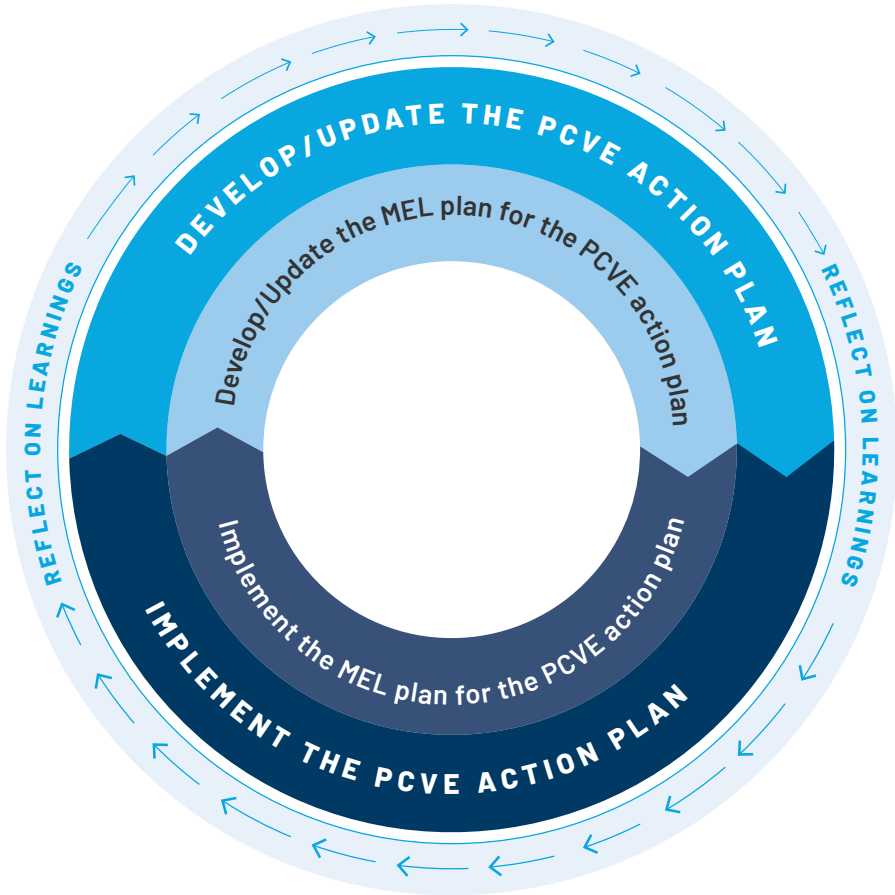 DEVELOP/UPDATE THE PCVE ACTION PLAN
Develop/Update the MEL plan for the PCVE action plan
REFLECT ON LEARNINGS
REFLECT ON LEARNINGS
Implement the MEL plan for the PCVE action plan
IMPLEMENT THE PCVE ACTION PLAN